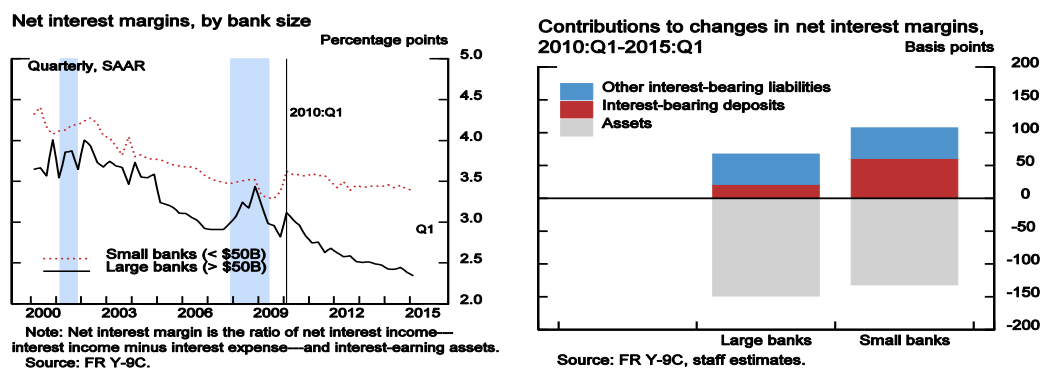 Net interest margins, by bank size
Percentage points
Quarterly, SAAR
2010:Q1
5.0
4.5
4.0
3.5
3.0
2.5
2.0
Q1
Small banks (< $50B)
Large banks (> $50B)
2000 2003 2006 2009 2012 2015
Note: Net interest margin is the ratio of net interest income—
interest income minus interest expense—and interest-earning assets.
Source: FR Y-9C.
Contributions to changes in net interest margins,
2010:Q1-2015:Q1
Basis points
Other interest-bearing liabilities
Interest-bearing deposits
Assets
200
150
100
50
0
-50
-100
-150
-200
Large banks Small banks
Source: FR Y-9C, staff estimates.